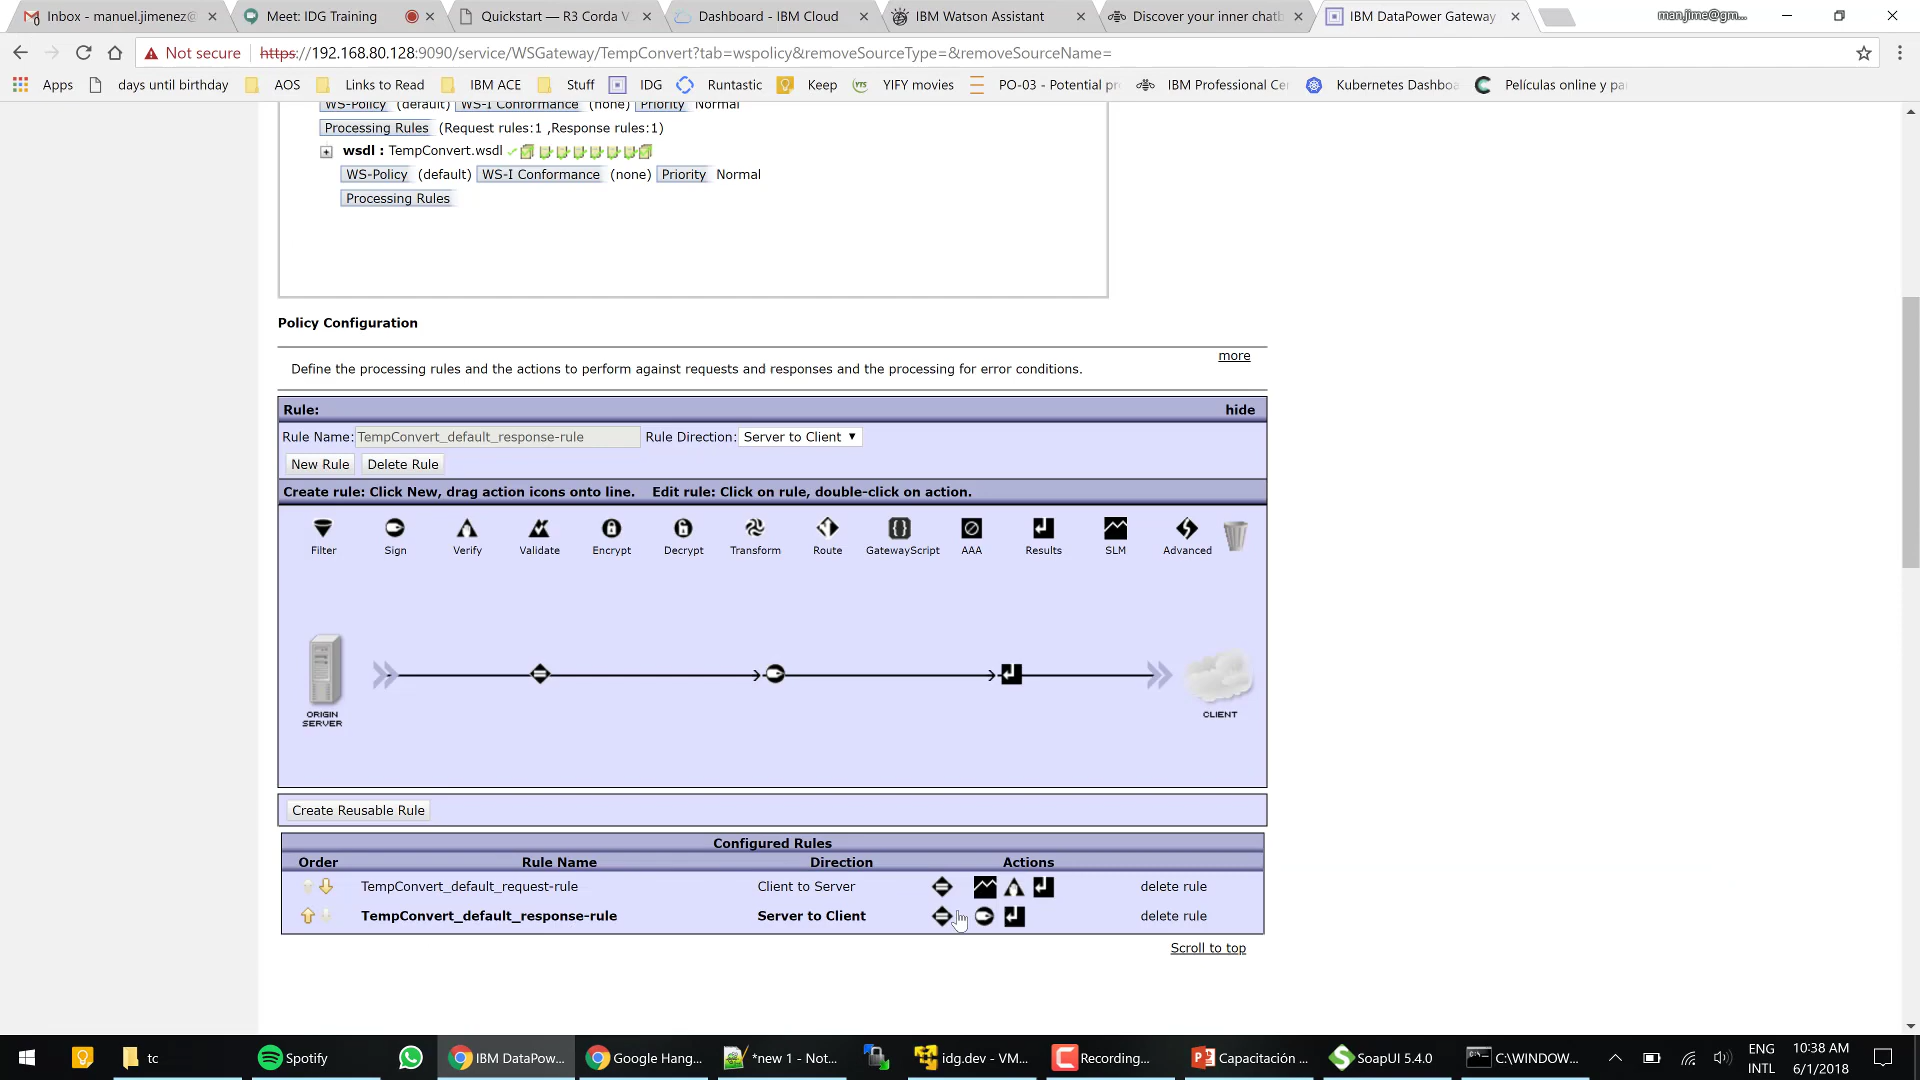 Inbox - manuel.jimenez@
Meet: IDG Training
Quickstart — R3 Corda V
Dashboard - IBM Cloud
IBM Watson Assistant
Discover your inner chatb
IBM DataPower Gateway
man.jime@gm...
Not secure
https://192.168.80.128:9090/service/WSGateway/TempConvert?tab=wspolicy&removeSourceType=&removeSourceName=
Apps
days until birthday
AOS
Links to Read
IBM ACE
Stuff
IDG
Runtastic
Keep
YIFY movies
PO-03 - Potential pr
IBM Professional Cer
Kubernetes Dashboa
Películas online y pa
WS-Policy (default) WS-I Conformance (none) Priority Normal
Processing Rules (Request rules:1 ,Response rules:1)
wsdl : TempConvert.wsdl
WS-Policy (default) WS-I Conformance (none) Priority Normal
Processing Rules
Policy Configuration
more
Define the processing rules and the actions to perform against requests and responses and the processing for error conditions.
Rule: hide
Rule Name: TempConvert_default_response-rule Rule Direction: Server to Client
New Rule Delete Rule
Create rule: Click New, drag action icons onto line. Edit rule: Click on rule, double-click on action.
Filter Sign Verify Validate Encrypt Decrypt Transform Route GatewayScript AAA Results SLM Advanced
ORIGIN
SERVER
CLIENT
Create Reusable Rule
Configured Rules
Order Rule Name Direction Actions
TempConvert_default_request-rule Client to Server delete rule
TempConvert_default_response-rule Server to Client delete rule
Scroll to top
tc
Spotify
IBM DataPow...
Google Hang...
*new 1 - Not...
idg.dev - VM...
Recording...
Capacitación ...
SoapUI 5.4.0
C:\WINDOW...
ENG
INTL
10:38 AM
6/1/2018